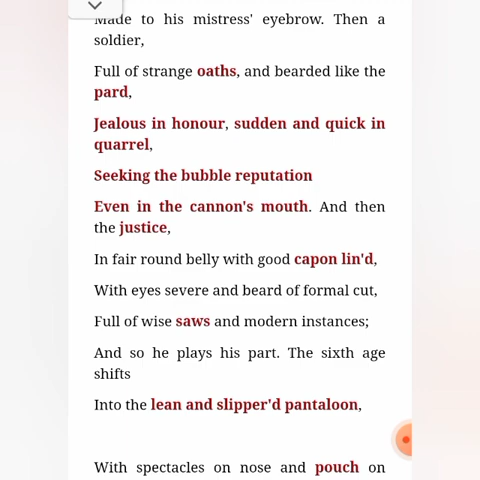 Made to his mistress' eyebrow. Then a
soldier,
Full of strange oaths, and bearded like the
pard,
Jealous in honour, sudden and quick in
quarrel,
Seeking the bubble reputation
Even in the cannon's mouth. And then
the justice,
In fair round belly with good capon lin'd,
With eyes severe and beard of formal cut,
Full of wise saws and modern instances;
And so he plays his part. The sixth age
shifts
Into the lean and slipper'd pantaloon,
With spectacles on nose and pouch on